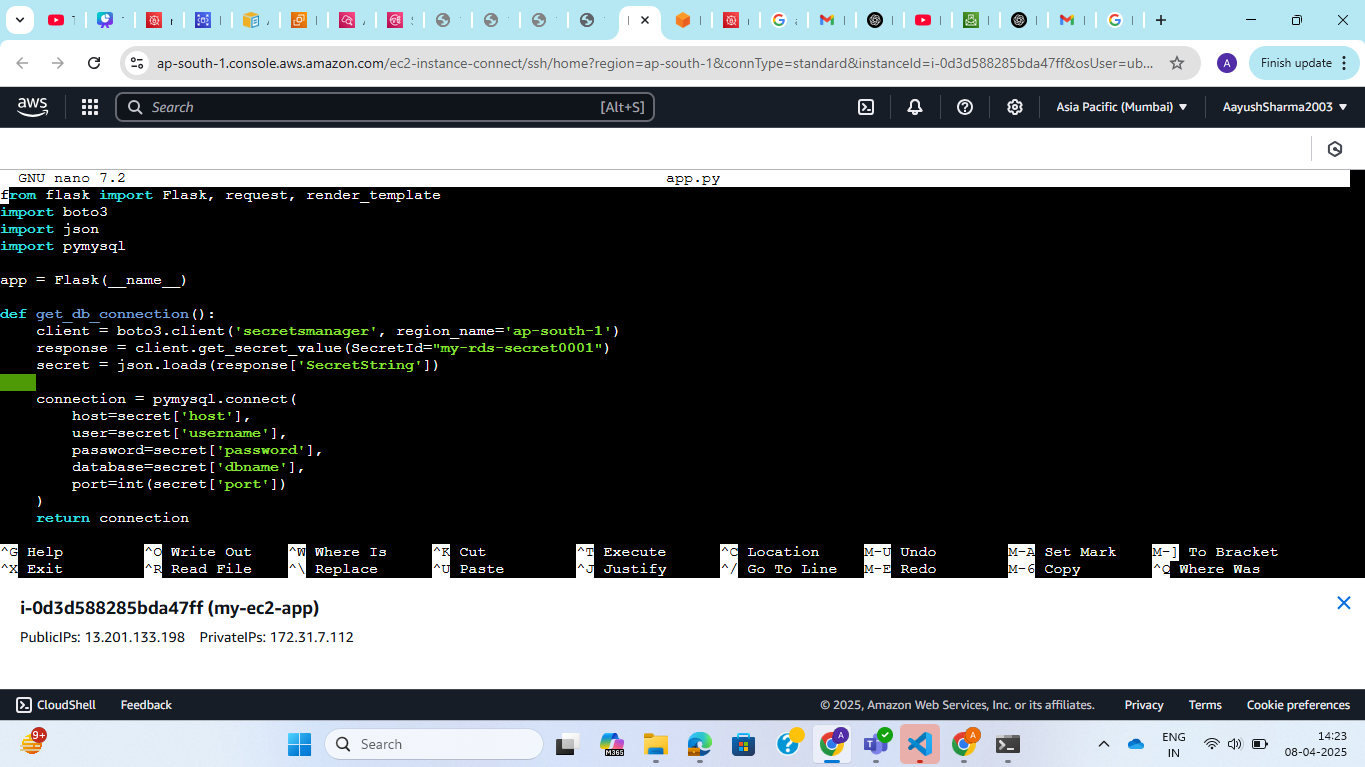 ap-south-1.console.aws.amazon.com/ec2-instance-connect/ssh/home?region=ap-south-1&connType=standard&instanceId=i-0d3d588285bda47ff&osUser=ub...
A
Finish update
aws
Search [Alt+S]
Asia Pacific (Mumbai)
AayushSharma2003
GNU nano 7.2 app.py
from flask import Flask, request, render_template
import boto3
import json
import pymysql
app = Flask(__name__)
def get_db_connection():
    client = boto3.client('secretsmanager', region_name='ap-south-1')
    response = client.get_secret_value(SecretId="my-rds-secret0001")
    secret = json.loads(response['SecretString'])
    connection = pymysql.connect(
        host=secret['host'],
        user=secret['username'],
        password=secret['password'],
        database=secret['dbname'],
        port=int(secret['port'])
    )
    return connection
^G Help ^O Write Out ^W Where Is ^K Cut ^T Execute ^C Location M-U Undo M-A Set Mark M-] To Bracket
^X Exit ^R Read File ^\ Replace ^U Paste ^J Justify ^/ Go To Line M-E Redo M-6 Copy ^Q Where Was
i-0d3d588285bda47ff (my-ec2-app)
PublicIPs: 13.201.133.198 PrivateIPs: 172.31.7.112
CloudShell Feedback © 2025, Amazon Web Services, Inc. or its affiliates. Privacy Terms Cookie preferences
9+
Search
M365
A
A
ENG
IN
14:23
08-04-2025